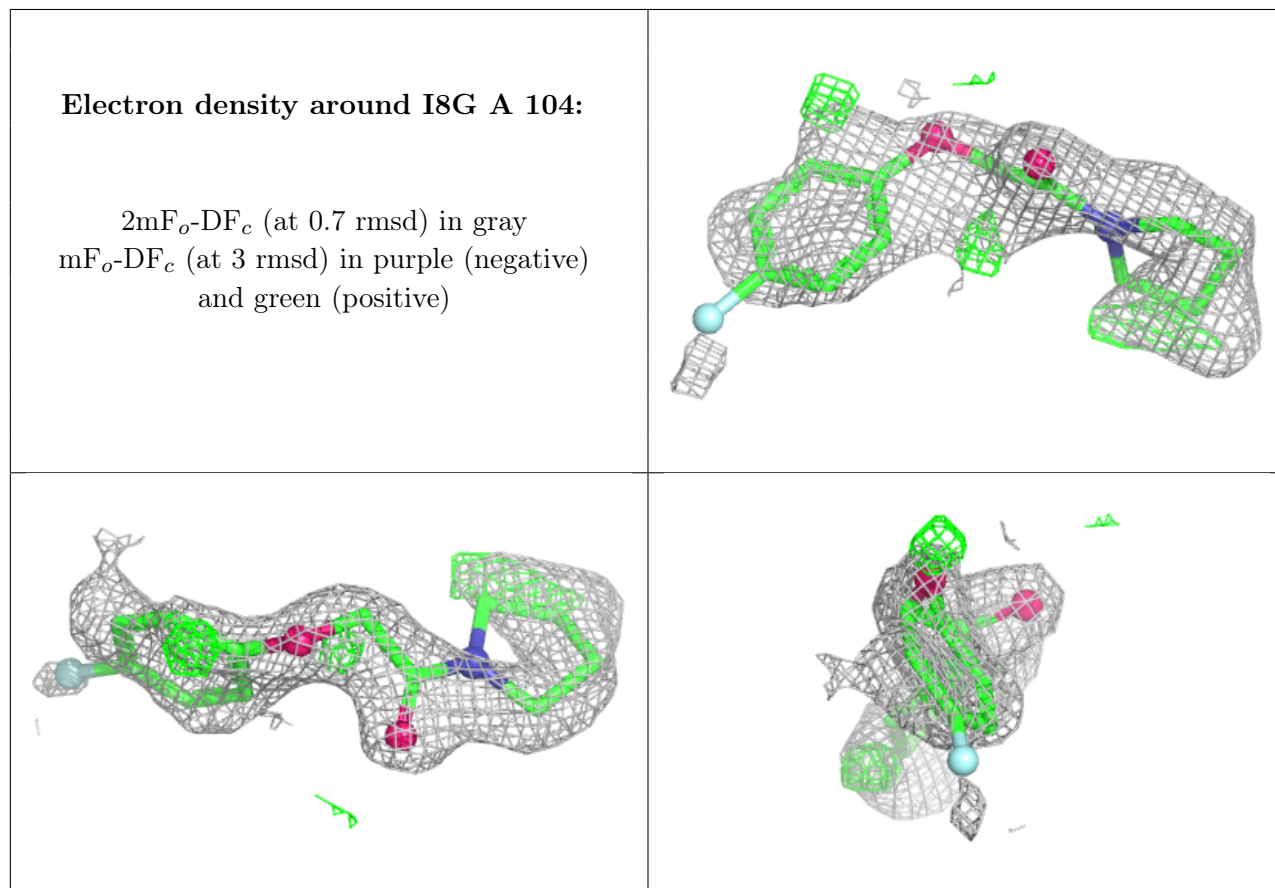 Electron density around I8G A 104:
2mFo-DFc (at 0.7 rmsd) in gray
mFo-DFc (at 3 rmsd) in purple (negative)
and green (positive)